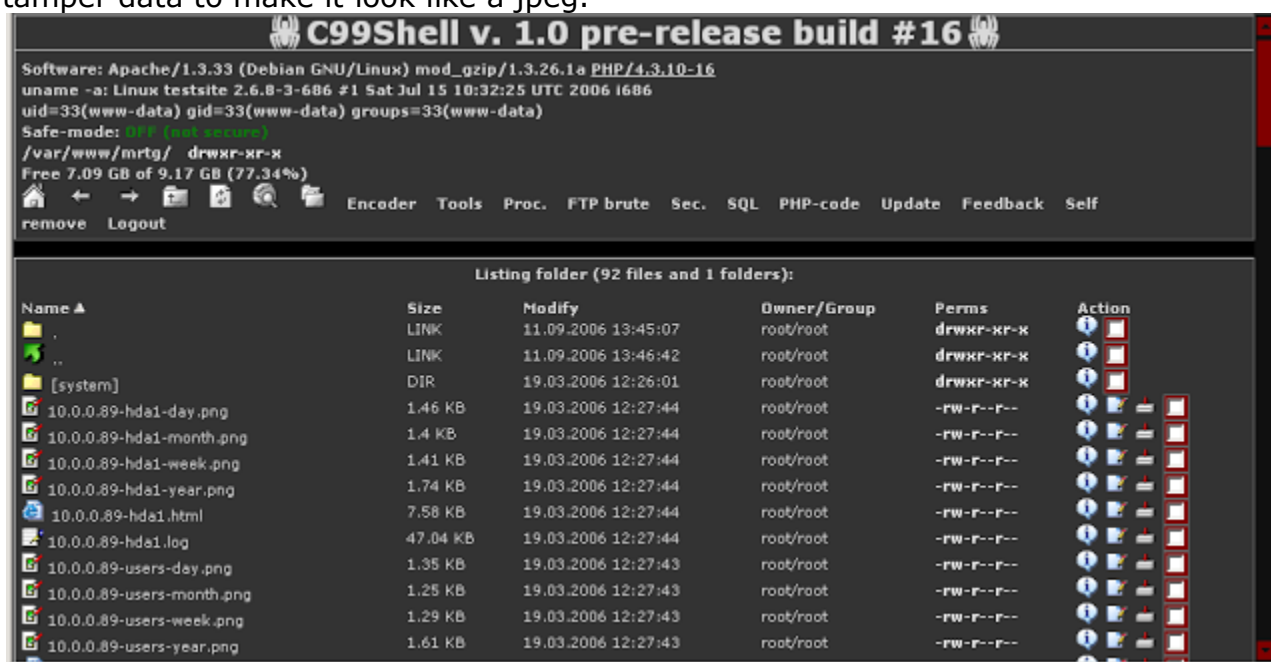 tamper data to make it look like a jpeg.
C99Shell v. 1.0 pre-release build #16
Software: Apache/1.3.33 (Debian GNU/Linux) mod_gzip/1.3.26.1a PHP/4.3.10-16
uname -a: Linux testsite 2.6.8-3-686 #1 Sat Jul 15 10:32:25 UTC 2006 i686
uid=33(www-data) gid=33(www-data) groups=33(www-data)
Safe-mode: OFF (not secure)
/var/www/mrtg/ drwxr-xr-x
Free 7.09 GB of 9.17 GB (77.34%)
Encoder Tools Proc. FTP brute Sec. SQL PHP-code Update Feedback Self
remove Logout
Listing folder (92 files and 1 folders):
Name Size Modify Owner/Group Perms Action
. LINK 11.09.2006 13:45:07 root/root drwxr-xr-x
.. LINK 11.09.2006 13:46:42 root/root drwxr-xr-x
[system] DIR 19.03.2006 12:26:01 root/root drwxr-xr-x
10.0.0.89-hda1-day.png 1.46 KB 19.03.2006 12:27:44 root/root -rw-r--r--
10.0.0.89-hda1-month.png 1.4 KB 19.03.2006 12:27:44 root/root -rw-r--r--
10.0.0.89-hda1-week.png 1.41 KB 19.03.2006 12:27:44 root/root -rw-r--r--
10.0.0.89-hda1-year.png 1.74 KB 19.03.2006 12:27:44 root/root -rw-r--r--
10.0.0.89-hda1.html 7.58 KB 19.03.2006 12:27:44 root/root -rw-r--r--
10.0.0.89-hda1.log 47.04 KB 19.03.2006 12:27:44 root/root -rw-r--r--
10.0.0.89-users-day.png 1.35 KB 19.03.2006 12:27:43 root/root -rw-r--r--
10.0.0.89-users-month.png 1.25 KB 19.03.2006 12:27:43 root/root -rw-r--r--
10.0.0.89-users-week.png 1.29 KB 19.03.2006 12:27:43 root/root -rw-r--r--
10.0.0.89-users-year.png 1.61 KB 19.03.2006 12:27:43 root/root -rw-r--r--